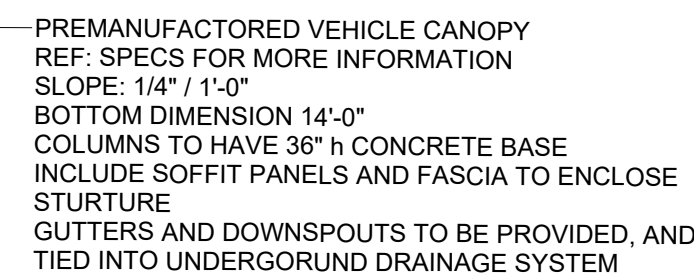 PREMANUFACTORED VEHICLE CANOPY
REF: SPECS FOR MORE INFORMATION
SLOPE: 1/4" / 1'-0"
BOTTOM DIMENSION 14'-0"
COLUMNS TO HAVE 36" h CONCRETE BASE
INCLUDE SOFFIT PANELS AND FASCIA TO ENCLOSE
STURTURE
GUTTERS AND DOWNSPOUTS TO BE PROVIDED, AND
TIED INTO UNDERGORUND DRAINAGE SYSTEM